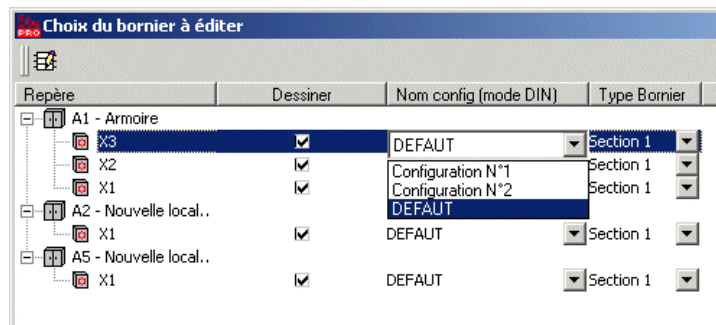 Choix du bornier à éditer
Repère Dessiner Nom config (mode DIN) Type Bornier
A1 - Armoire
X3 DEFAUT Section 1
X2 Configuration N°1 Section 1
X1 Configuration N°2 Section 1
DEFAUT
A2 - Nouvelle local..
X1 DEFAUT Section 1
A5 - Nouvelle local..
X1 DEFAUT Section 1